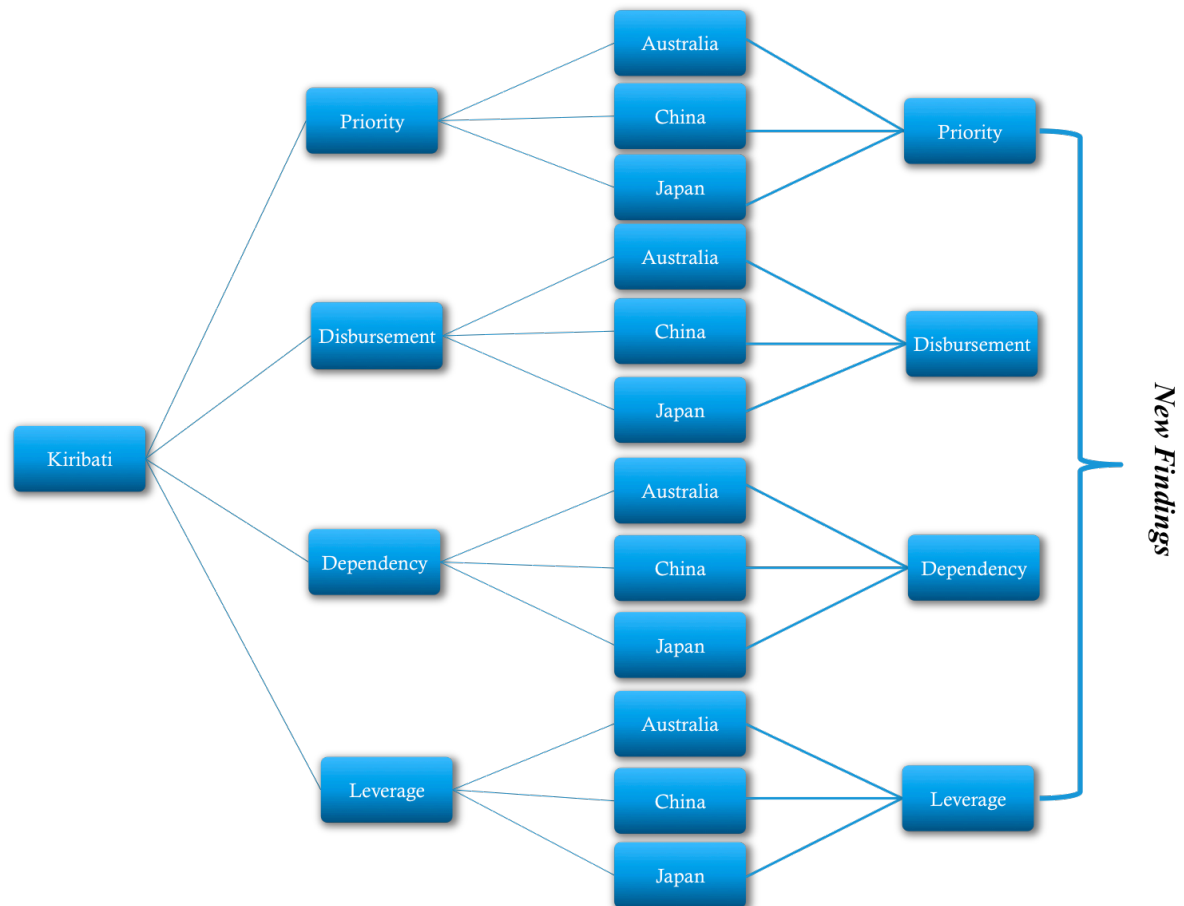 Kiribati
Priority
Disbursement
Dependency
Leverage
Australia
China
Japan
Australia
China
Japan
Australia
China
Japan
Australia
China
Japan
Priority
Disbursement
Dependency
Leverage
New Findings